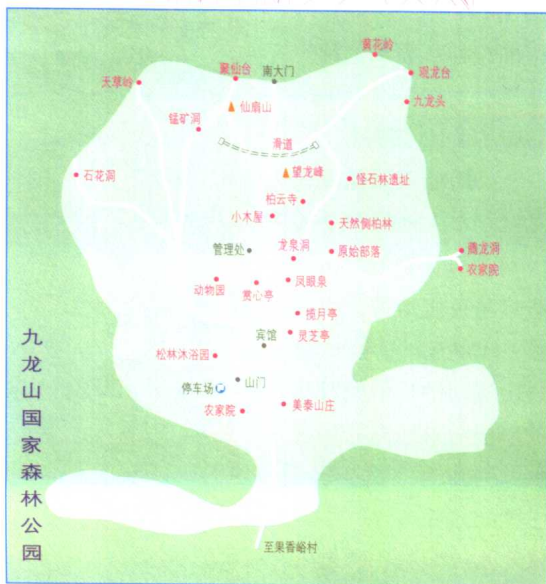 黄花岭
聚仙台
南大门
观龙台
天草岭
九龙头
仙扇山
锰矿洞
滑道
石花洞
望龙峰
怪石林遗址
柏云寺
小木屋
天然侧柏林
管理处
龙泉洞
原始部落
藏龙洞
农家院
动物园
赏心亭
凤眼泉
揽月亭
灵芝亭
宾馆
松林沐浴园
山门
停车场
P
农家院
美泰山庄
至果香峪村
九龙山国家森林公园